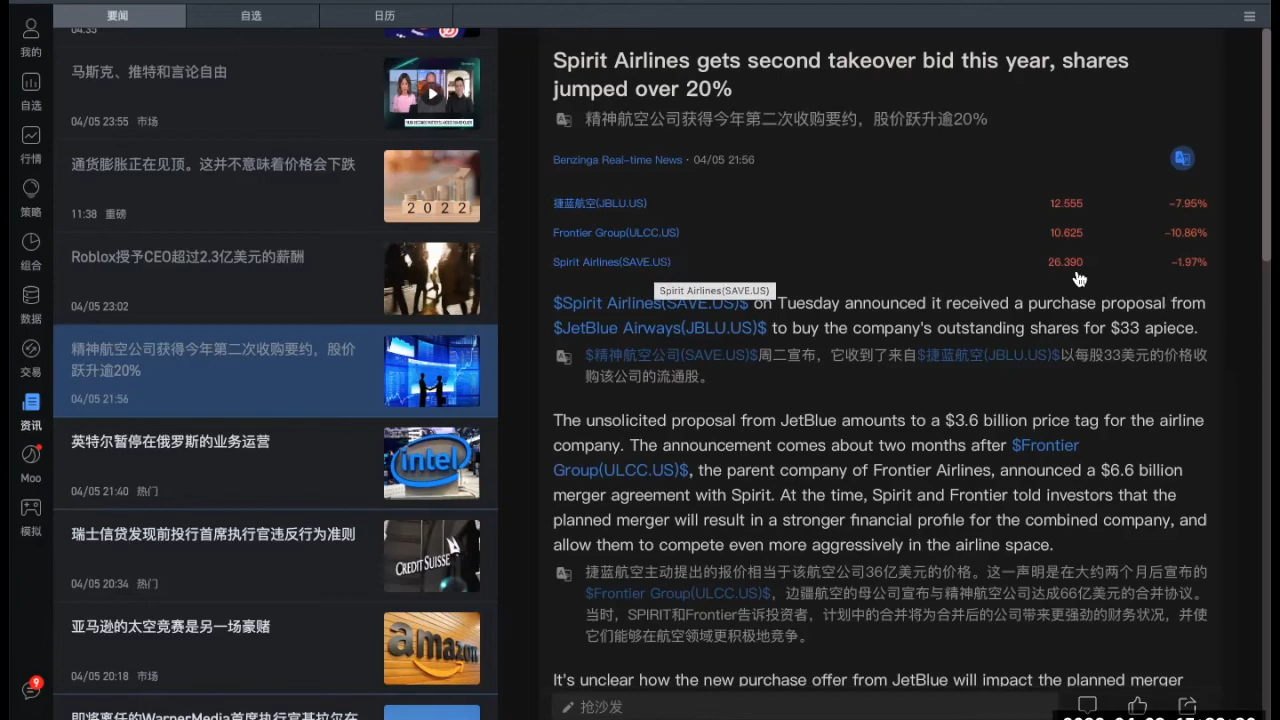 要闻
自选
日历
我的
自选
行情
策略
组合
数据
交易
资讯
Moo
模拟
9
04:35
马斯克、推特和言论自由
04/05 23:55 市场
通货膨胀正在见顶。这并不意味着价格会下跌
11:38 重磅
2022
Roblox授予CEO超过2.3亿美元的薪酬
04/05 23:02
精神航空公司获得今年第二次收购要约，股价
跃升逾20%
04/05 21:56
英特尔暂停在俄罗斯的业务运营
04/05 21:40 热门
intel
瑞士信贷发现前投行首席执行官违反行为准则
04/05 20:34 热门
CREDIT SUISSE
亚马逊的太空竞赛是另一场豪赌
04/05 20:18 市场
amazon
即将离任的WarnerMedia首席执行官基拉尔在
Spirit Airlines gets second takeover bid this year, shares
jumped over 20%
精神航空公司获得今年第二次收购要约，股价跃升逾20%
Benzinga Real-time News · 04/05 21:56
捷蓝航空(JBLU.US) 12.555 -7.95%
Frontier Group(ULCC.US) 10.625 -10.86%
Spirit Airlines(SAVE.US) 26.390 -1.97%
Spirit Airlines(SAVE.US)
$Spirit Airlines(SAVE.US)$ on Tuesday announced it received a purchase proposal from
$JetBlue Airways(JBLU.US)$ to buy the company's outstanding shares for $33 apiece.
$精神航空公司(SAVE.US)$周二宣布，它收到了来自$捷蓝航空(JBLU.US)$以每股33美元的价格收
购该公司的流通股。
The unsolicited proposal from JetBlue amounts to a $3.6 billion price tag for the airline
company. The announcement comes about two months after $Frontier
Group(ULCC.US)$, the parent company of Frontier Airlines, announced a $6.6 billion
merger agreement with Spirit. At the time, Spirit and Frontier told investors that the
planned merger will result in a stronger financial profile for the combined company, and
allow them to compete even more aggressively in the airline space.
捷蓝航空主动提出的报价相当于该航空公司36亿美元的价格。这一声明是在大约两个月后宣布的
$Frontier Group(ULCC.US)$，边疆航空的母公司宣布与精神航空公司达成66亿美元的合并协议。
当时，SPIRIT和Frontier告诉投资者，计划中的合并将为合并后的公司带来更强劲的财务状况，并使
它们能够在航空领域更积极地竞争。
It's unclear how the new purchase offer from JetBlue will impact the planned merger
抢沙发